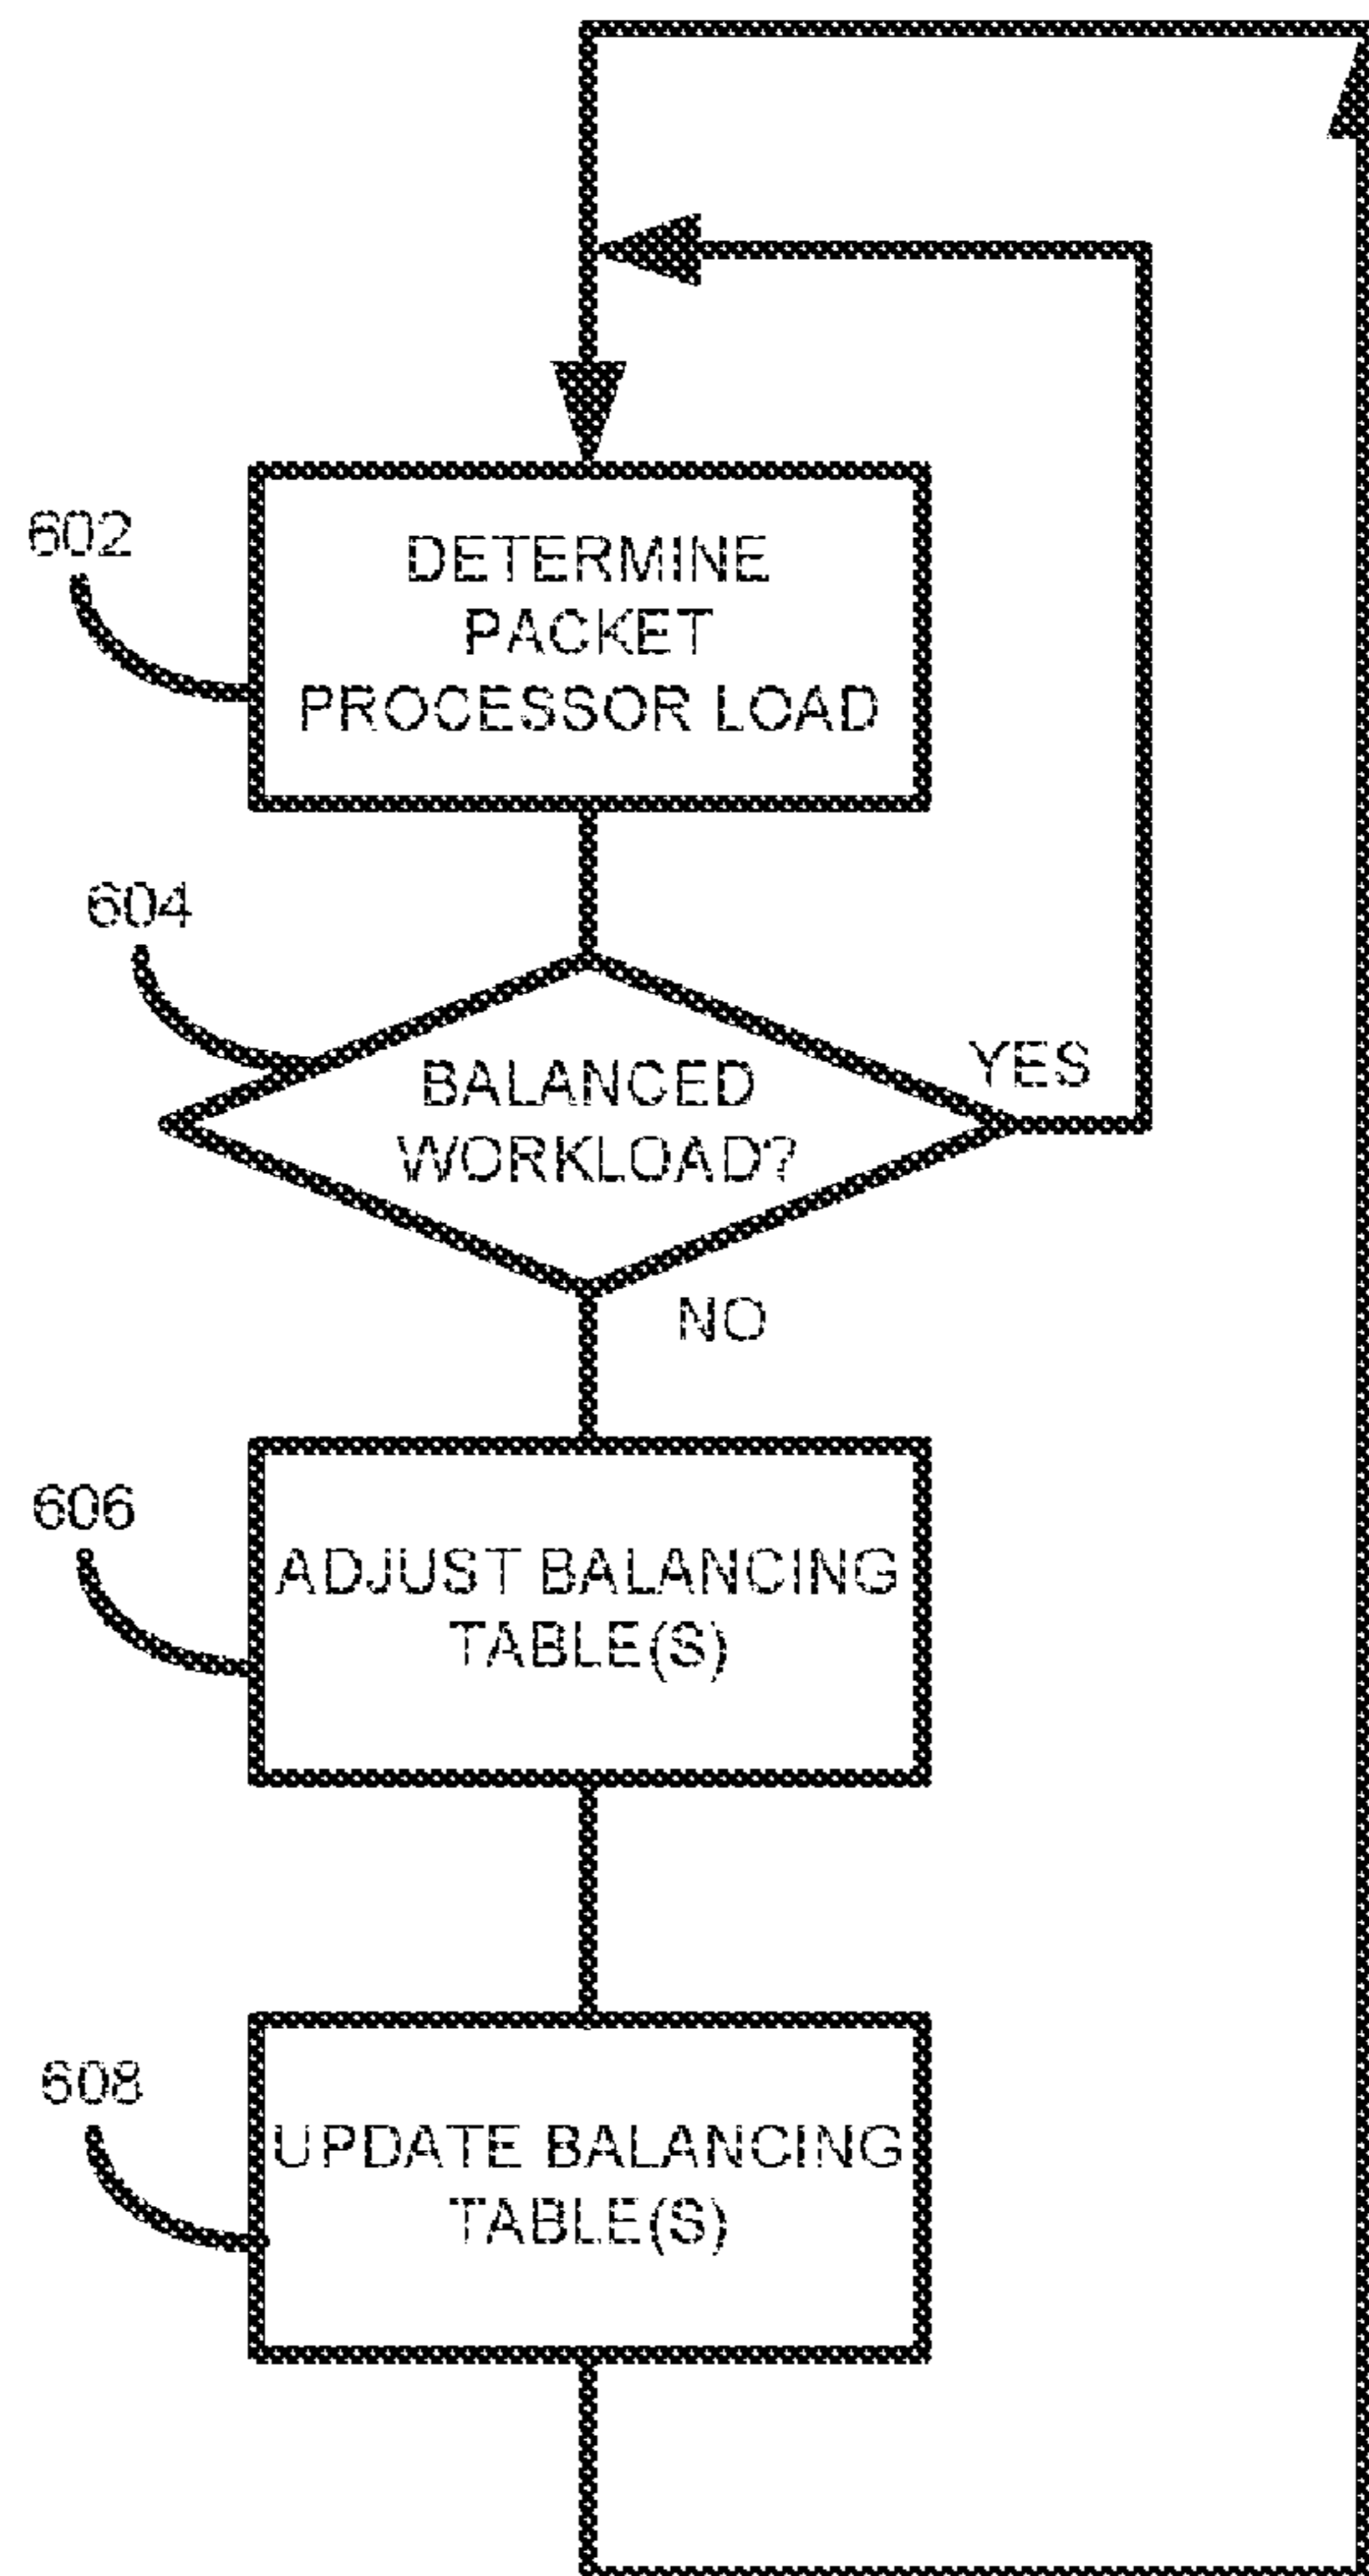 602
DETERMINE
PACKET
PROCESSOR LOAD
604
BALANCED
WORKLOAD?
YES
NO
606
ADJUST BALANCING
TABLE(S)
608
UPDATE BALANCING
TABLE(S)